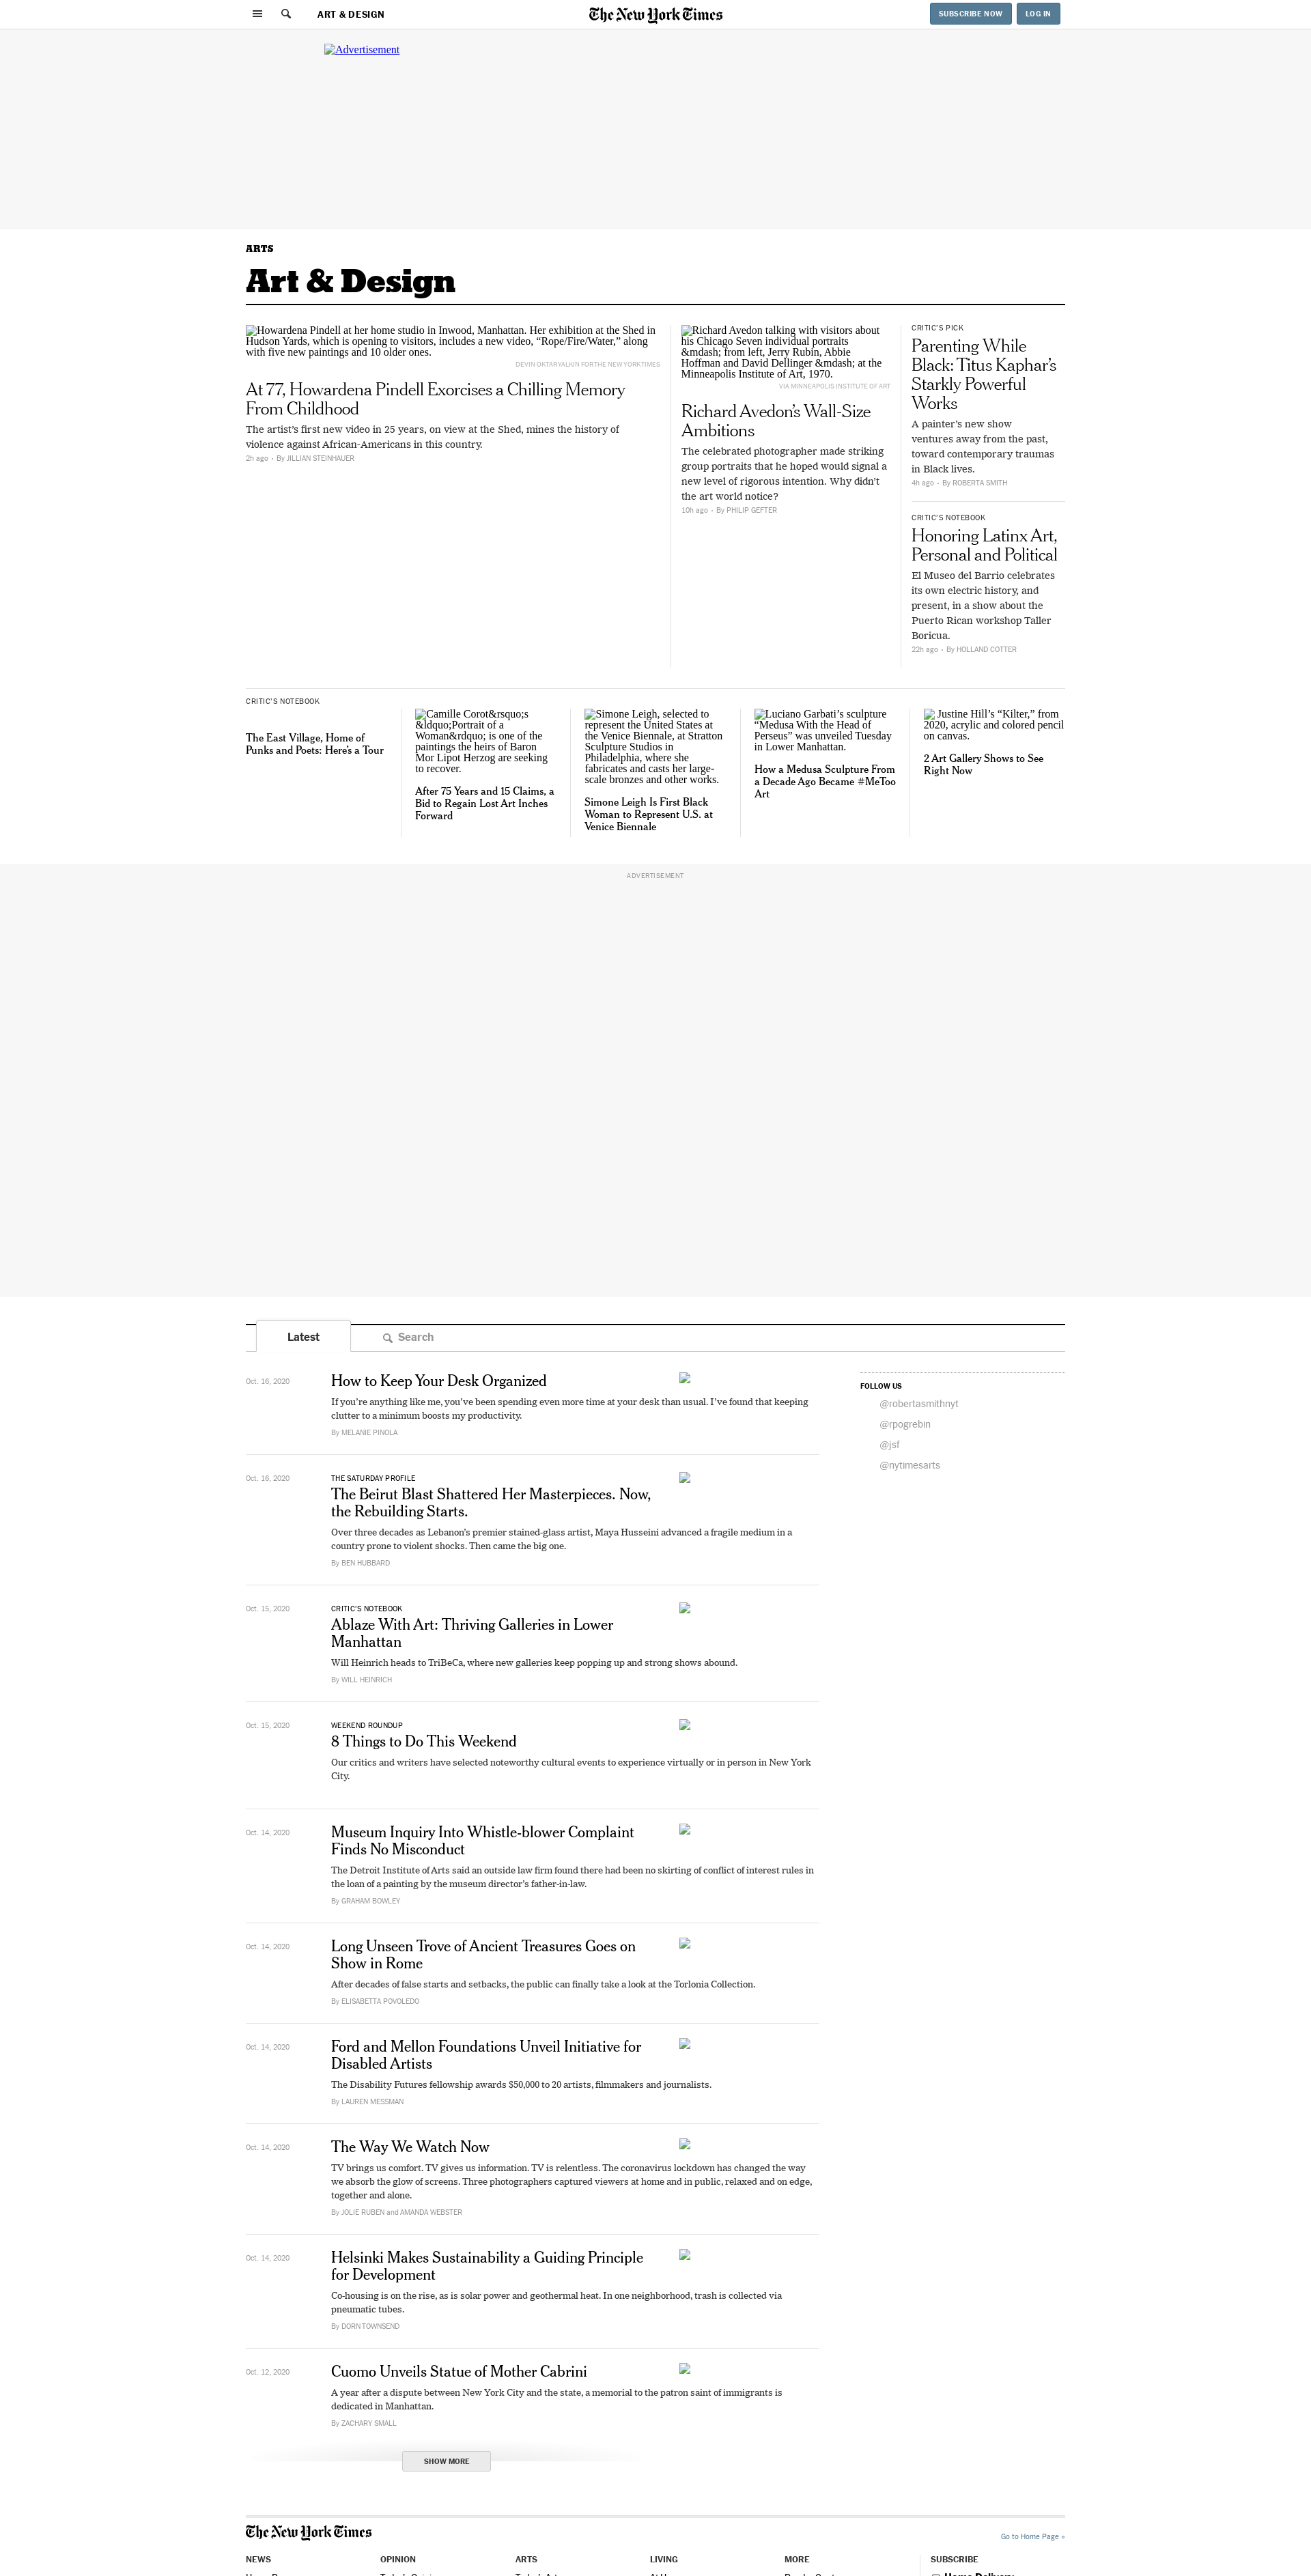 ART & DESIGN
The New York Times
SUBSCRIBE NOW
LOG IN
Advertisement
ARTS
Art & Design
Howardena Pindell at her home studio in Inwood, Manhattan. Her exhibition at the Shed in
Hudson Yards, which is opening to visitors, includes a new video, “Rope/Fire/Water,” along
with five new paintings and 10 older ones.
DEVIN OKTAR YALKIN FOR THE NEW YORK TIMES
At 77, Howardena Pindell Exorcises a Chilling Memory
From Childhood
The artist’s first new video in 25 years, on view at the Shed, mines the history of
violence against African-Americans in this country.
2h ago • By JILLIAN STEINHAUER
Richard Avedon talking with visitors about
his Chicago Seven individual portraits
&mdash; from left, Jerry Rubin, Abbie
Hoffman and David Dellinger &mdash; at the
Minneapolis Institute of Art, 1970.
VIA MINNEAPOLIS INSTITUTE OF ART
Richard Avedon’s Wall-Size
Ambitions
The celebrated photographer made striking
group portraits that he hoped would signal a
new level of rigorous intention. Why didn’t
the art world notice?
10h ago • By PHILIP GEFTER
CRITIC’S PICK
Parenting While
Black: Titus Kaphar’s
Starkly Powerful
Works
A painter’s new show
ventures away from the past,
toward contemporary traumas
in Black lives.
4h ago • By ROBERTA SMITH
CRITIC’S NOTEBOOK
Honoring Latinx Art,
Personal and Political
El Museo del Barrio celebrates
its own electric history, and
present, in a show about the
Puerto Rican workshop Taller
Boricua.
22h ago • By HOLLAND COTTER
CRITIC’S NOTEBOOK
The East Village, Home of
Punks and Poets: Here’s a Tour
Camille Corot&rsquo;s
&ldquo;Portrait of a
Woman&rdquo; is one of the
paintings the heirs of Baron
Mor Lipot Herzog are seeking
to recover.
After 75 Years and 15 Claims, a
Bid to Regain Lost Art Inches
Forward
Simone Leigh, selected to
represent the United States at
the Venice Biennale, at Stratton
Sculpture Studios in
Philadelphia, where she
fabricates and casts her large-
scale bronzes and other works.
Simone Leigh Is First Black
Woman to Represent U.S. at
Venice Biennale
Luciano Garbati’s sculpture
“Medusa With the Head of
Perseus” was unveiled Tuesday
in Lower Manhattan.
How a Medusa Sculpture From
a Decade Ago Became #MeToo
Art
Justine Hill’s “Kilter,” from
2020, acrylic and colored pencil
on canvas.
2 Art Gallery Shows to See
Right Now
ADVERTISEMENT
Latest
Search
Oct. 16, 2020
How to Keep Your Desk Organized
If you’re anything like me, you’ve been spending even more time at your desk than usual. I’ve found that keeping
clutter to a minimum boosts my productivity.
By MELANIE PINOLA
Oct. 16, 2020
THE SATURDAY PROFILE
The Beirut Blast Shattered Her Masterpieces. Now,
the Rebuilding Starts.
Over three decades as Lebanon’s premier stained-glass artist, Maya Husseini advanced a fragile medium in a
country prone to violent shocks. Then came the big one.
By BEN HUBBARD
Oct. 15, 2020
CRITIC’S NOTEBOOK
Ablaze With Art: Thriving Galleries in Lower
Manhattan
Will Heinrich heads to TriBeCa, where new galleries keep popping up and strong shows abound.
By WILL HEINRICH
Oct. 15, 2020
WEEKEND ROUNDUP
8 Things to Do This Weekend
Our critics and writers have selected noteworthy cultural events to experience virtually or in person in New York
City.
Oct. 14, 2020
Museum Inquiry Into Whistle-blower Complaint
Finds No Misconduct
The Detroit Institute of Arts said an outside law firm found there had been no skirting of conflict of interest rules in
the loan of a painting by the museum director’s father-in-law.
By GRAHAM BOWLEY
Oct. 14, 2020
Long Unseen Trove of Ancient Treasures Goes on
Show in Rome
After decades of false starts and setbacks, the public can finally take a look at the Torlonia Collection.
By ELISABETTA POVOLEDO
Oct. 14, 2020
Ford and Mellon Foundations Unveil Initiative for
Disabled Artists
The Disability Futures fellowship awards $50,000 to 20 artists, filmmakers and journalists.
By LAUREN MESSMAN
Oct. 14, 2020
The Way We Watch Now
TV brings us comfort. TV gives us information. TV is relentless. The coronavirus lockdown has changed the way
we absorb the glow of screens. Three photographers captured viewers at home and in public, relaxed and on edge,
together and alone.
By JOLIE RUBEN and AMANDA WEBSTER
Oct. 14, 2020
Helsinki Makes Sustainability a Guiding Principle
for Development
Co-housing is on the rise, as is solar power and geothermal heat. In one neighborhood, trash is collected via
pneumatic tubes.
By DORN TOWNSEND
Oct. 12, 2020
Cuomo Unveils Statue of Mother Cabrini
A year after a dispute between New York City and the state, a memorial to the patron saint of immigrants is
dedicated in Manhattan.
By ZACHARY SMALL
SHOW MORE
FOLLOW US
@robertasmithnyt
@rpogrebin
@jsf
@nytimesarts
The New York Times
Go to Home Page »
NEWS
OPINION
ARTS
LIVING
MORE
SUBSCRIBE